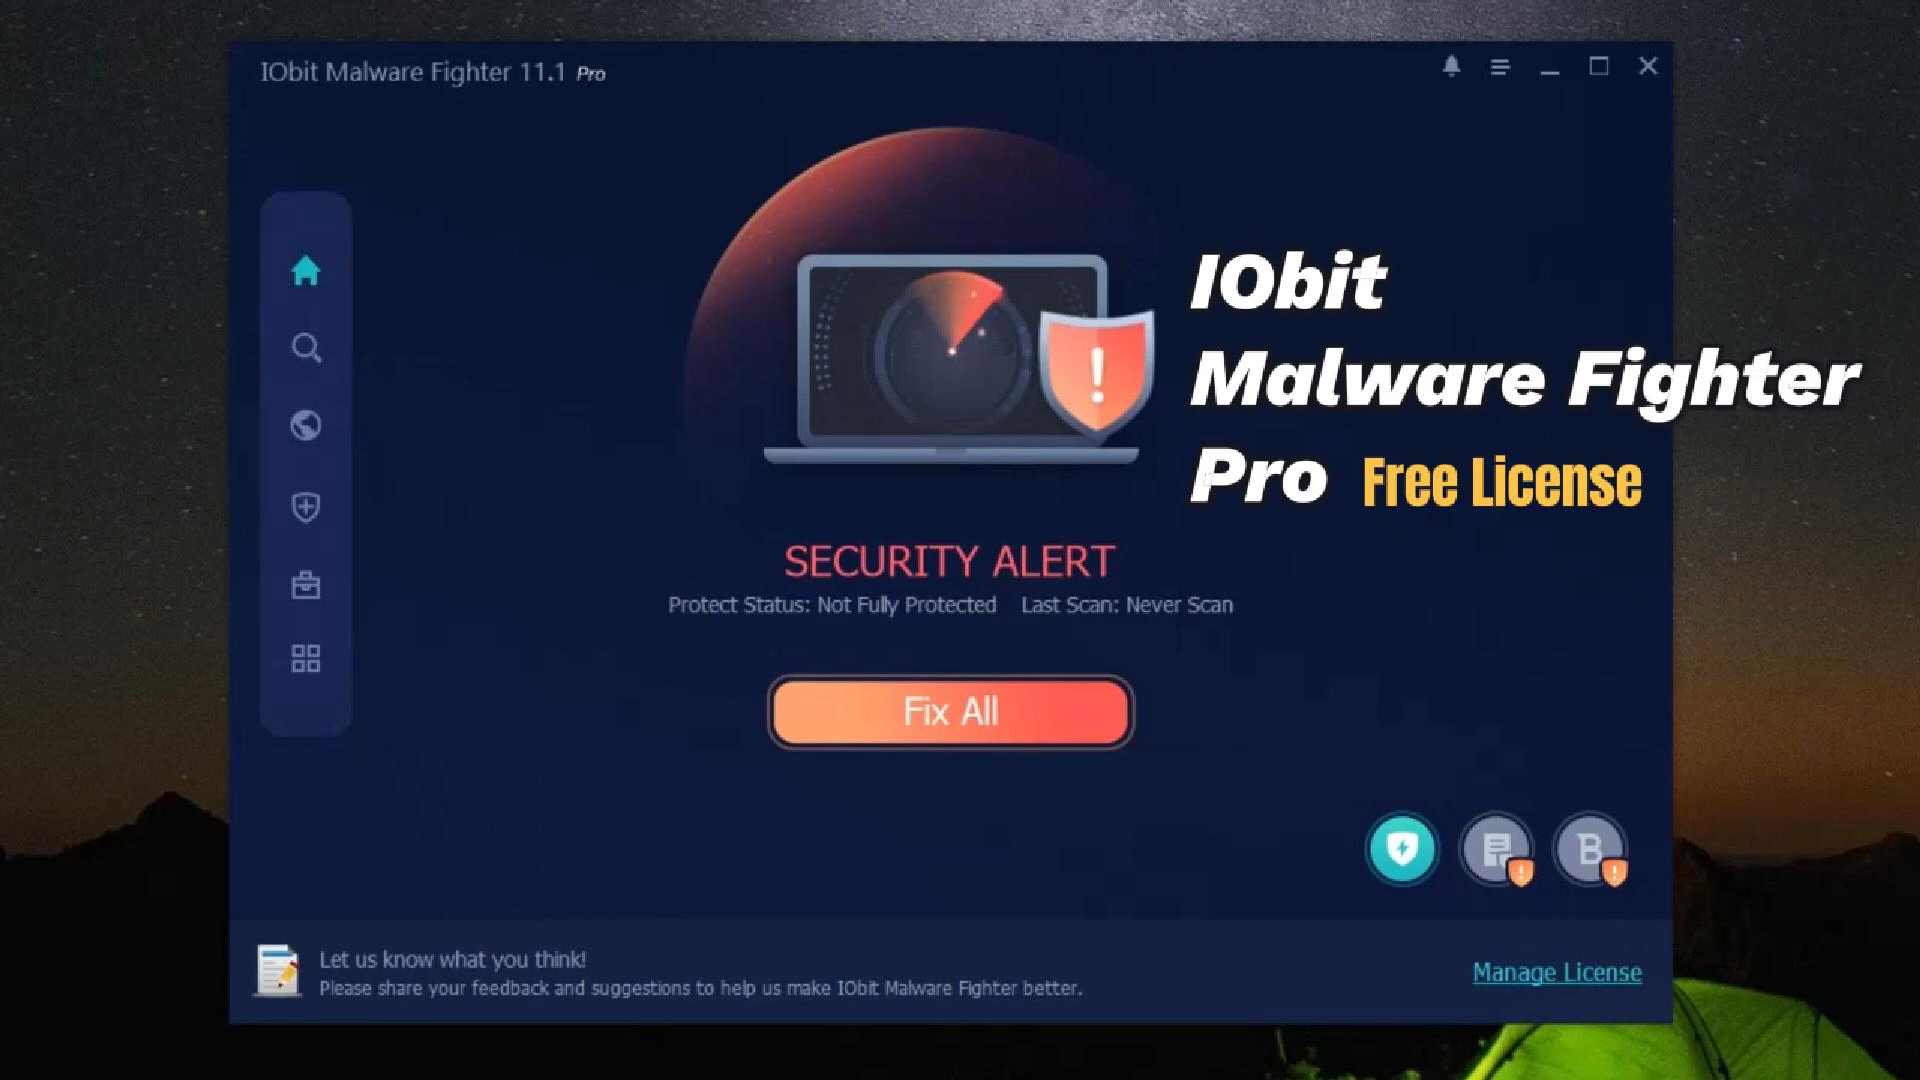 IObit Malware Fighter 11.1 Pro
IObit
Malware Fighter
Pro Free License
SECURITY ALERT
Protect Status: Not Fully Protected Last Scan: Never Scan
Fix All
Let us know what you think!
Please share your feedback and suggestions to help us make IObit Malware Fighter better.
Manage License